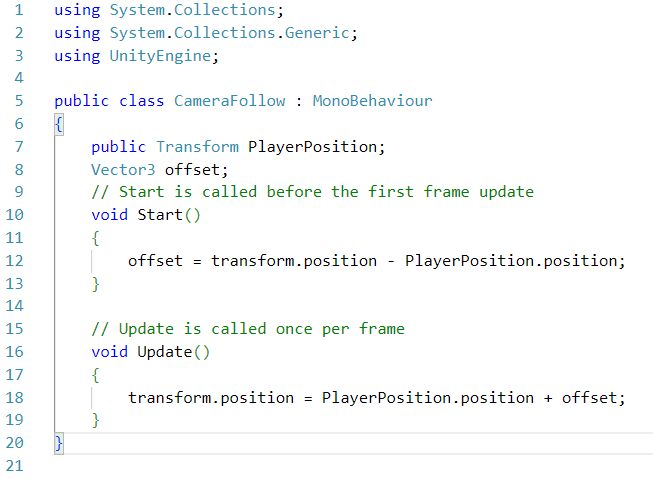 1 using System.Collections;
2 using System.Collections.Generic;
3 using UnityEngine;
4
5 public class CameraFollow : MonoBehaviour
6 {
7     public Transform PlayerPosition;
8     Vector3 offset;
9     // Start is called before the first frame update
10     void Start()
11     {
12         offset = transform.position - PlayerPosition.position;
13     }
14
15     // Update is called once per frame
16     void Update()
17     {
18         transform.position = PlayerPosition.position + offset;
19     }
20 }
21